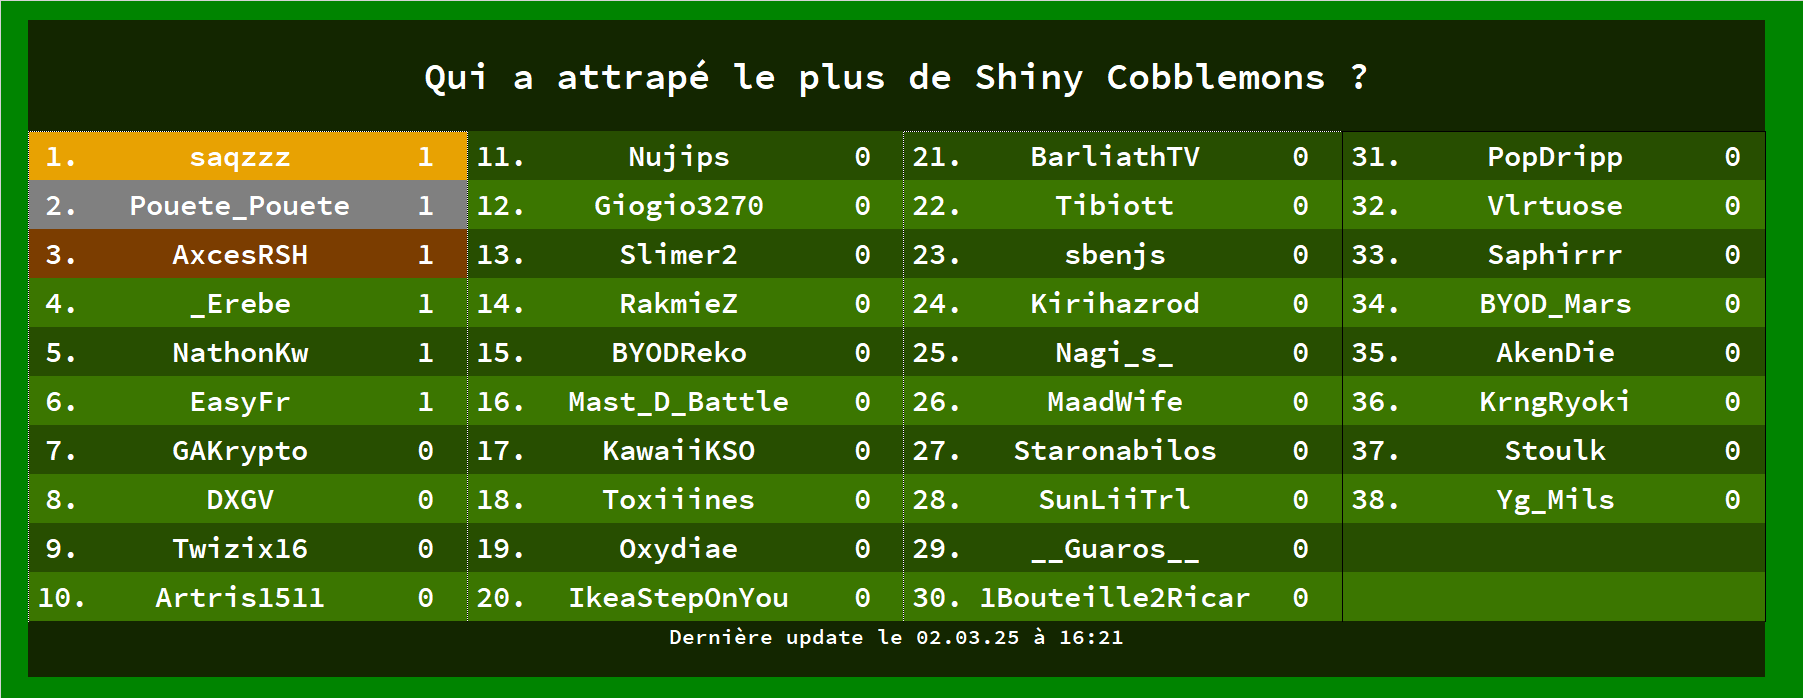 Qui a attrapé le plus de Shiny Cobblemons ?
1. saqzzz 1
2. Pouete_Pouete 1
3. AxcesRSH 1
4. _Erebe 1
5. NathonKw 1
6. EasyFr 1
7. GAKrypto 0
8. DXGV 0
9. Twizix16 0
10. Artris1511 0
11. Nujips 0
12. Giogio3270 0
13. Slimer2 0
14. RakmieZ 0
15. BYODReko 0
16. Mast_D_Battle 0
17. KawaiiKSO 0
18. Toxiiines 0
19. Oxydiae 0
20. IkeaStepOnYou 0
21. BarliathTV 0
22. Tibiott 0
23. sbenjs 0
24. Kirihazrod 0
25. Nagi_s_ 0
26. MaadWife 0
27. Staronabilos 0
28. SunLiiTrl 0
29. __Guaros__ 0
30. 1Bouteille2Ricar 0
31. PopDripp 0
32. Vlrtuose 0
33. Saphirrr 0
34. BYOD_Mars 0
35. AkenDie 0
36. KrngRyoki 0
37. Stoulk 0
38. Yg_Mils 0
Dernière update le 02.03.25 à 16:21